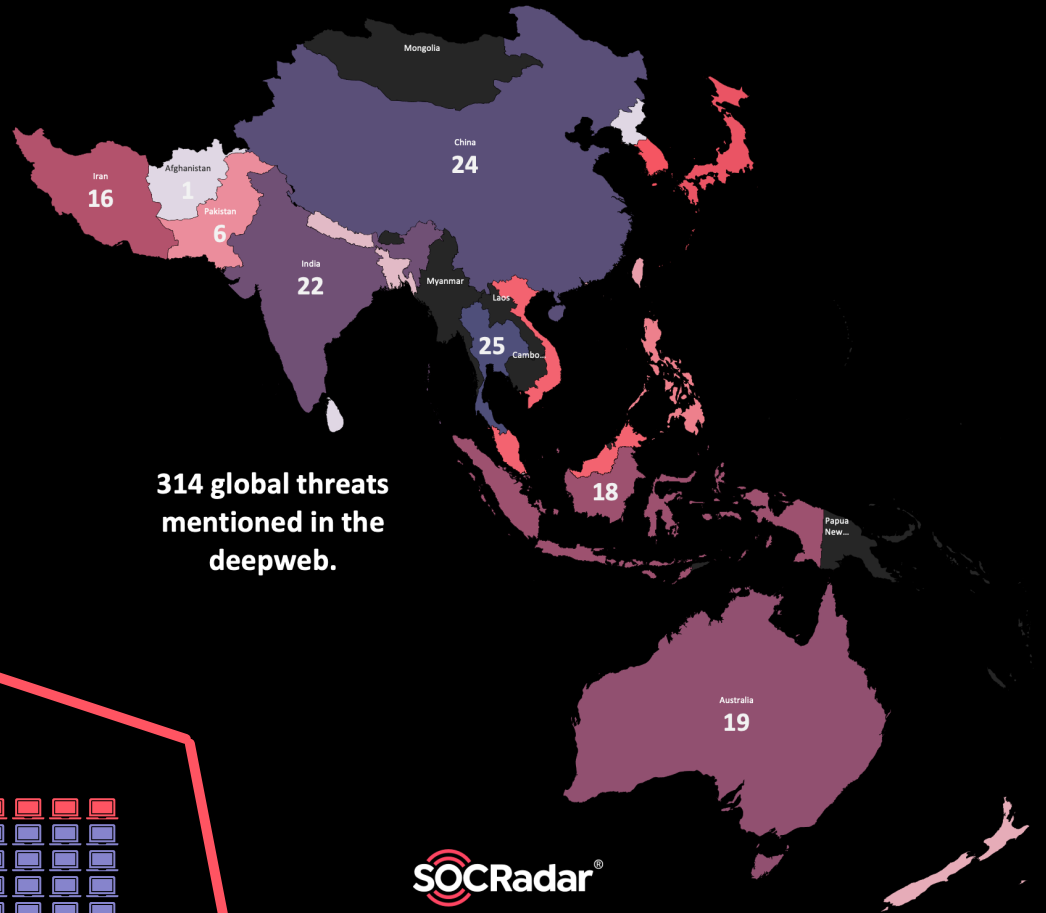 Mongolia
China
24
Iran
16
Afghanistan
1
Pakistan
6
India
22
Myanmar
Laos
25
Cambo...
314 global threats
mentioned in the
deepweb.
18
Papua
New...
Australia
19
SOCRadar®